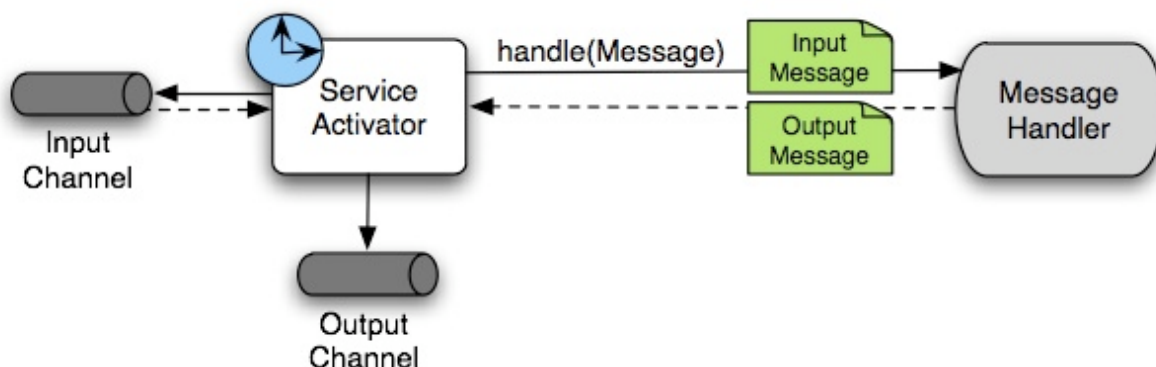 handle(Message)
Input
Message
Service
Activator
Message
Handler
Output
Message
Input
Channel
Output
Channel